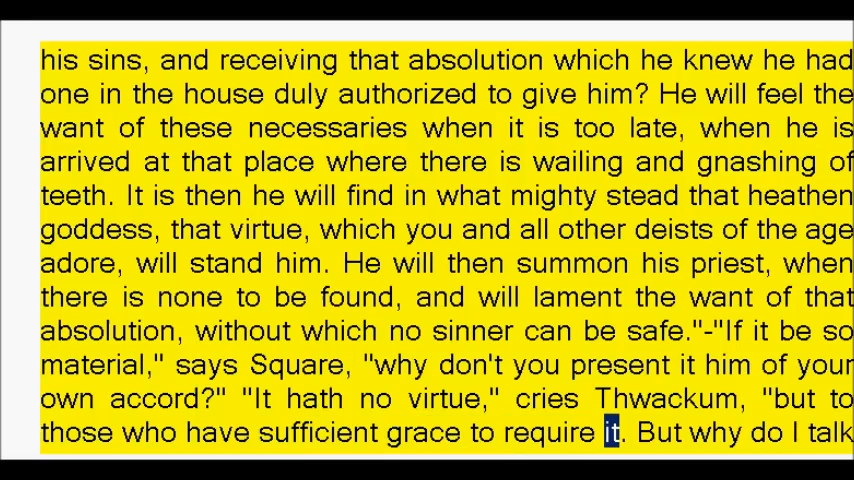 his sins, and receiving that absolution which he knew he had
one in the house duly authorized to give him? He will feel the
want of these necessaries when it is too late, when he is
arrived at that place where there is wailing and gnashing of
teeth. It is then he will find in what mighty stead that heathen
goddess, that virtue, which you and all other deists of the age
adore, will stand him. He will then summon his priest, when
there is none to be found, and will lament the want of that
absolution, without which no sinner can be safe."-"If it be so
material," says Square, "why don't you present it him of your
own accord?" "It hath no virtue," cries Thwackum, "but to
those who have sufficient grace to require it. But why do I talk